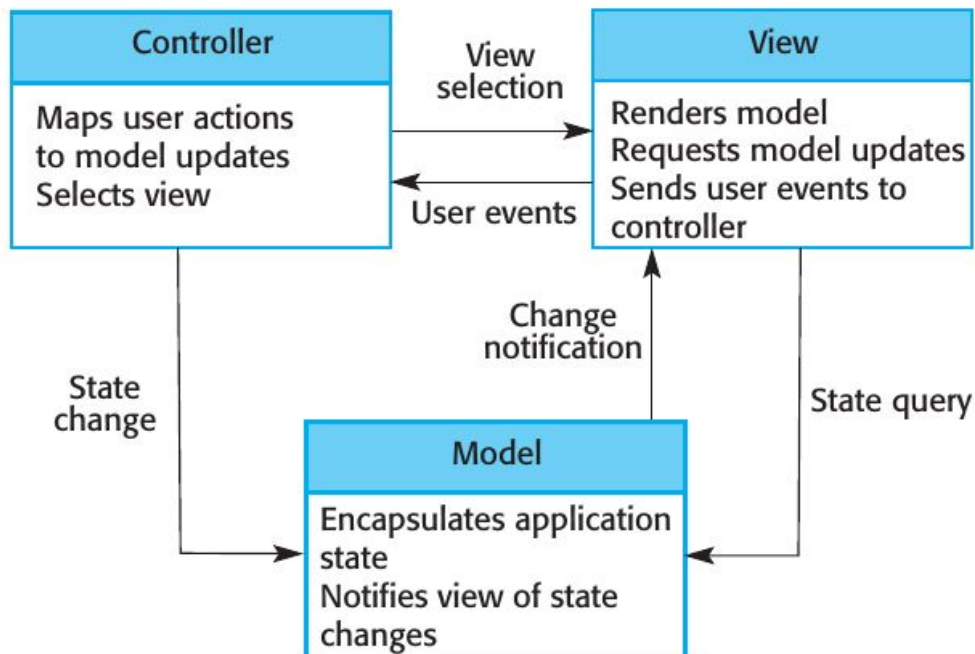 Controller
Maps user actions
to model updates
Selects view
View
selection
User events
View
Renders model
Requests model updates
Sends user events to
controller
State
change
Change
notification
State query
Model
Encapsulates application
state
Notifies view of state
changes